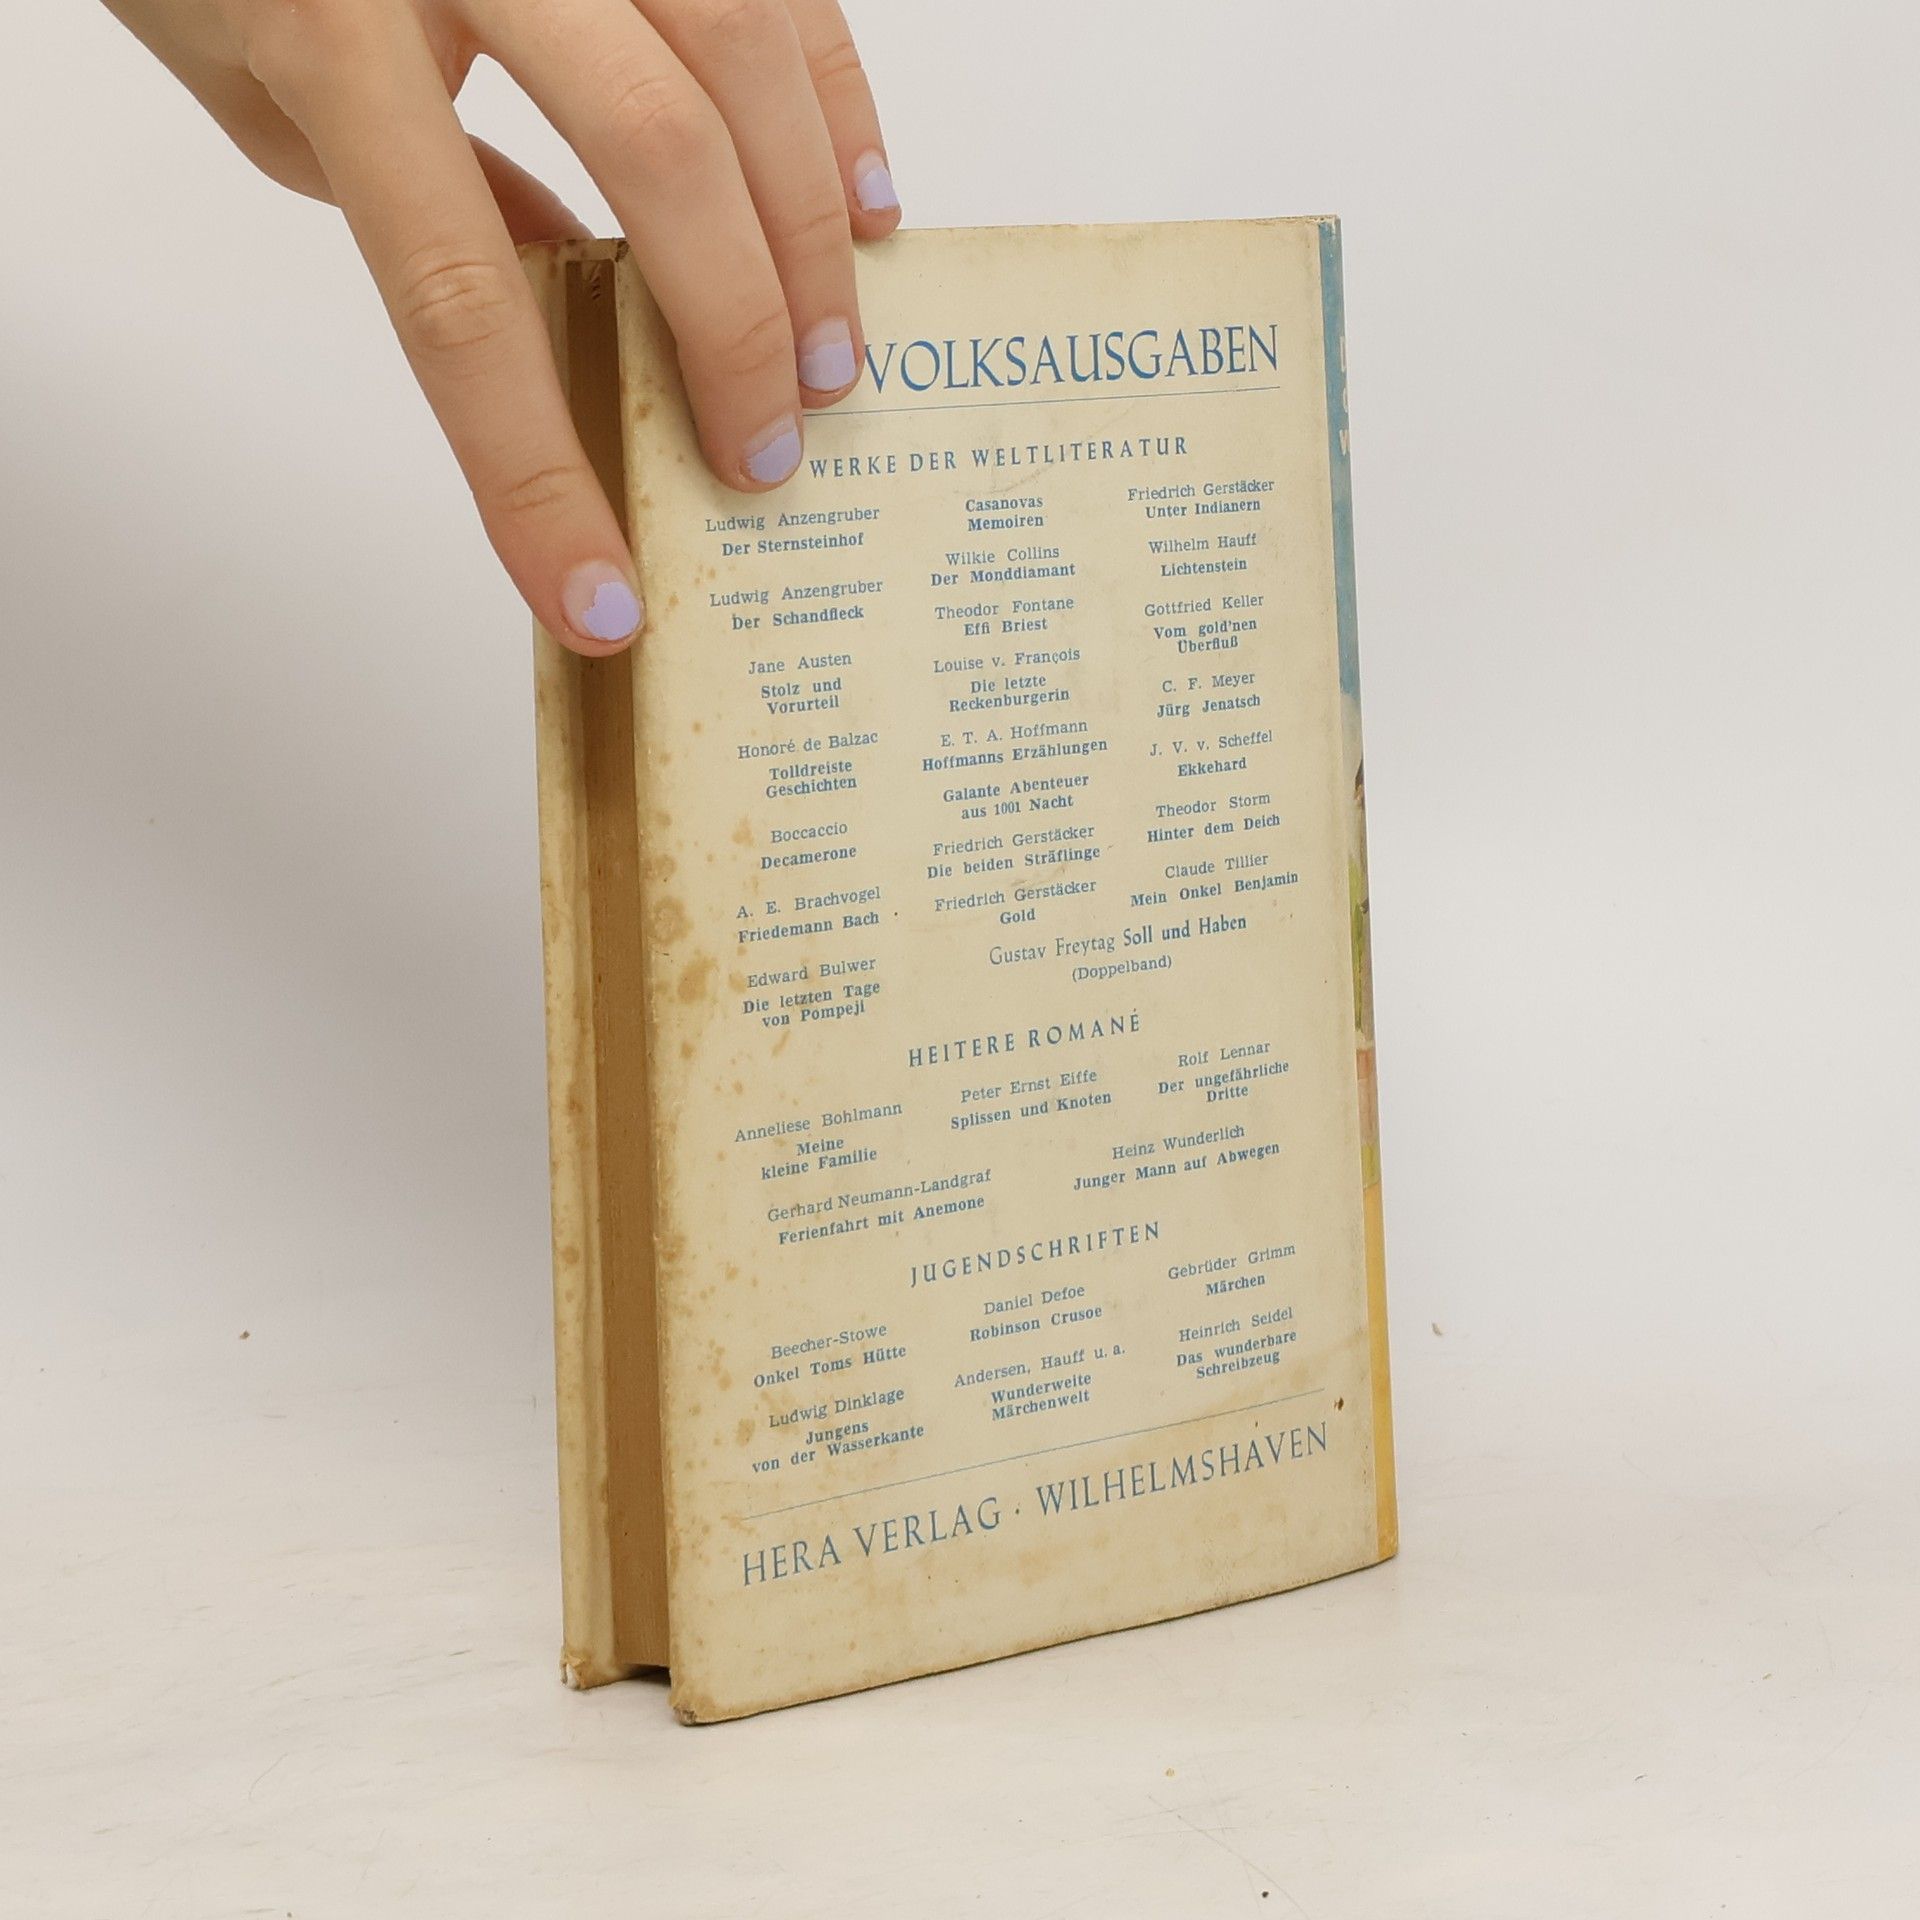 VOLKSAUSGABEN
WERKE DER WELTLITERATUR
Ludwig Anzengruber
Der Sternsteinhof
Ludwig Anzengruber
Der Schandfleck
Jane Austen
Stolz und
Vorurteil
Honoré de Balzac
Tolldreiste
Geschichten
Boccaccio
Decamerone
A. E. Brachvogel
Friedemann Bach
Edward Bulwer
Die letzten Tage
von Pompeji
Casanovas
Memoiren
Wilkie Collins
Der Monddiamant
Theodor Fontane
Effi Briest
Louise v. François
Die letzte
Reckenburgerin
E. T. A. Hoffmann
Hoffmanns Erzählungen
Galante Abenteuer
aus 1001 Nacht
Friedrich Gerstäcker
Die beiden Sträflinge
Friedrich Gerstäcker
Gold
Friedrich Gerstäcker
Unter Indianern
Wilhelm Hauff
Lichtenstein
Gottfried Keller
Vom gold'nen
Überfluß
C. F. Meyer
Jürg Jenatsch
J. V. v. Scheffel
Ekkehard
Theodor Storm
Hinter dem Deich
Claude Tillier
Mein Onkel Benjamin
Gustav Freytag Soll und Haben
(Doppelband)
HEITERE ROMANE
Anneliese Bohlmann
Meine
kleine Familie
Peter Ernst Eiffe
Splissen und Knoten
Rolf Lennar
Der ungefährliche
Dritte
Gerhard Neumann-Landgraf
Ferienfahrt mit Anemone
Heinz Wunderlich
Junger Mann auf Abwegen
JUGENDSCHRIFTEN
Beecher-Stowe
Onkel Toms Hütte
Ludwig Dinklage
Jungens
von der Wasserkante
Daniel Defoe
Robinson Crusoe
Andersen, Hauff u. a.
Wunderweite
Märchenwelt
Gebrüder Grimm
Märchen
Heinrich Seidel
Das wunderbare
Schreibzeug
HERA VERLAG · WILHELMSHAVEN